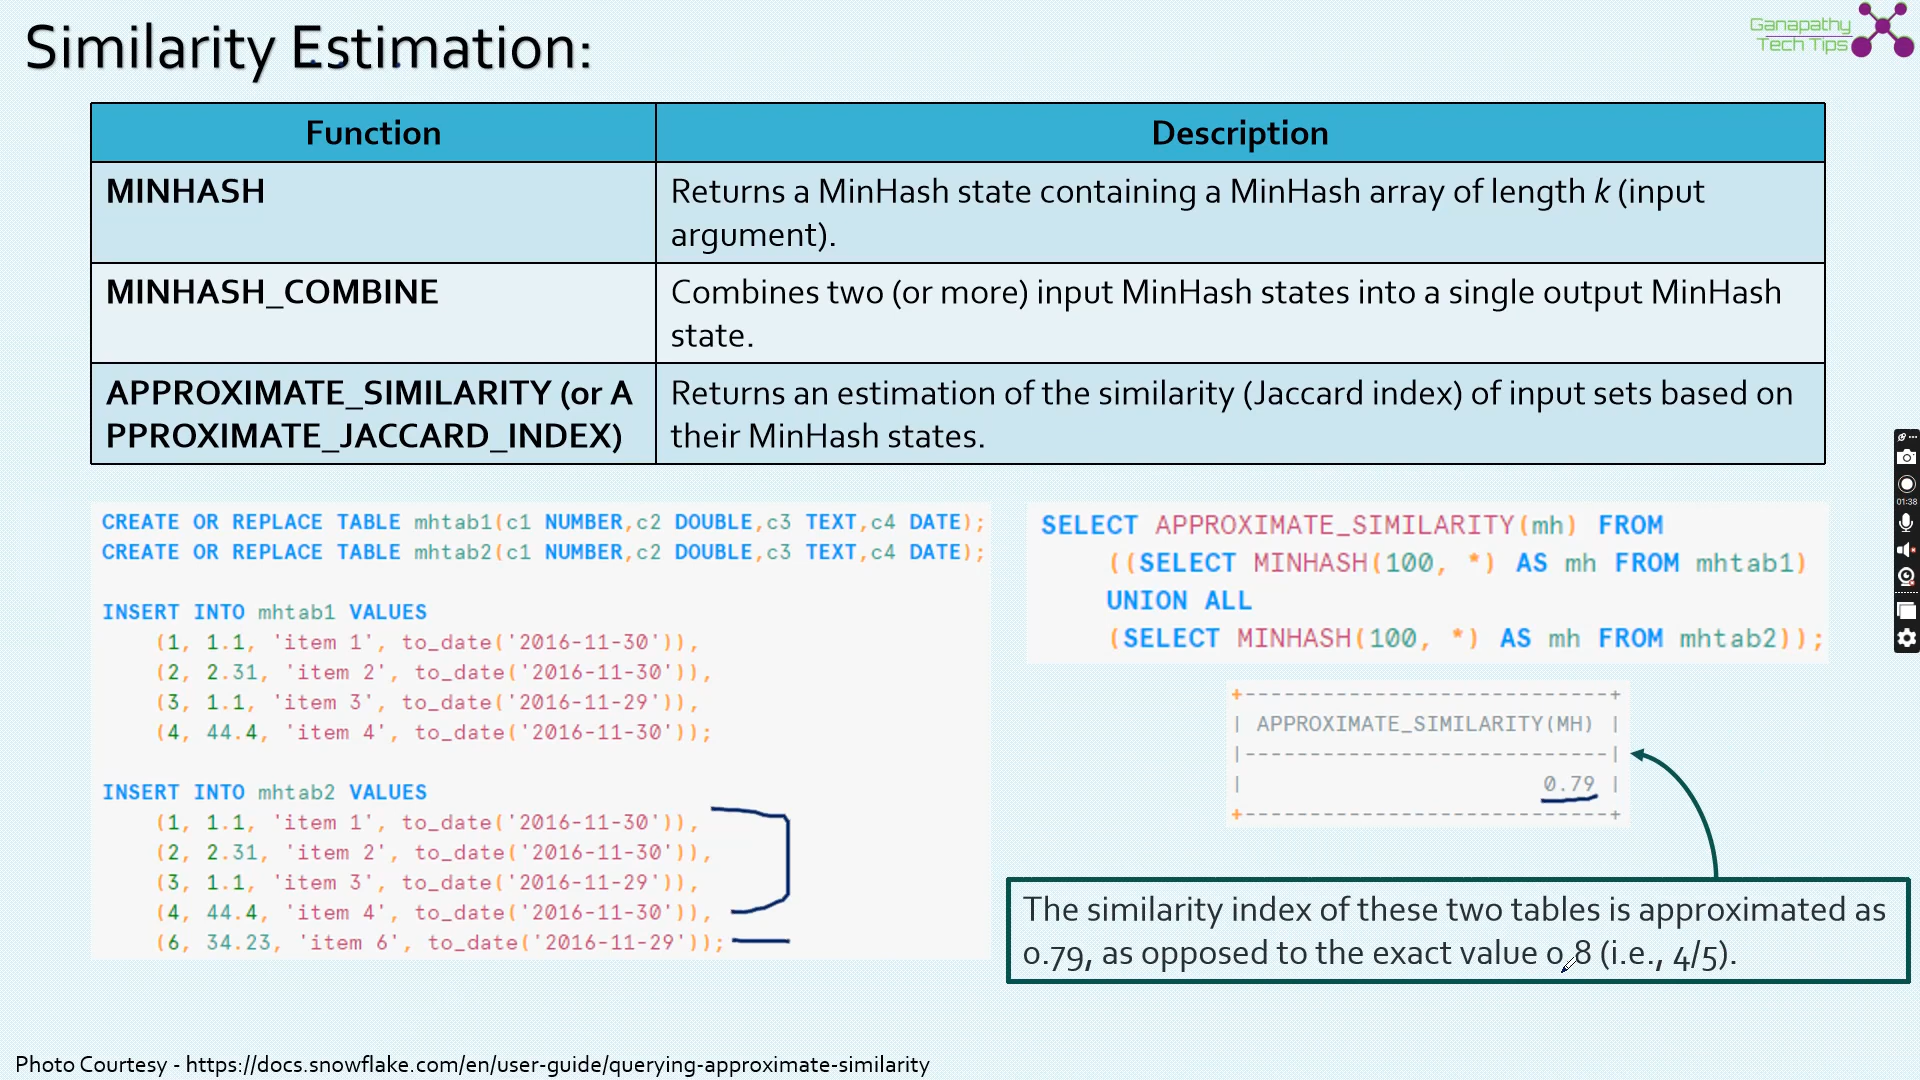 Similarity Estimation:
Ganapathy
Tech Tips
Function
Description
MINHASH
Returns a MinHash state containing a MinHash array of length k (input
argument).
MINHASH_COMBINE
Combines two (or more) input MinHash states into a single output MinHash
state.
APPROXIMATE_SIMILARITY (or A
PPROXIMATE_JACCARD_INDEX)
Returns an estimation of the similarity (Jaccard index) of input sets based on
their MinHash states.
CREATE OR REPLACE TABLE mhtab1(c1 NUMBER,c2 DOUBLE,c3 TEXT,c4 DATE);
CREATE OR REPLACE TABLE mhtab2(c1 NUMBER,c2 DOUBLE,c3 TEXT,c4 DATE);
INSERT INTO mhtab1 VALUES
(1, 1.1, 'item 1', to_date('2016-11-30')),
(2, 2.31, 'item 2', to_date('2016-11-30')),
(3, 1.1, 'item 3', to_date('2016-11-29')),
(4, 44.4, 'item 4', to_date('2016-11-30'));
INSERT INTO mhtab2 VALUES
(1, 1.1, 'item 1', to_date('2016-11-30')),
(2, 2.31, 'item 2', to_date('2016-11-30')),
(3, 1.1, 'item 3', to_date('2016-11-29')),
(4, 44.4, 'item 4', to_date('2016-11-30')),
(6, 34.23, 'item 6', to_date('2016-11-29'));
SELECT APPROXIMATE_SIMILARITY(mh) FROM
((SELECT MINHASH(100, *) AS mh FROM mhtab1)
UNION ALL
(SELECT MINHASH(100, *) AS mh FROM mhtab2));
+----------------------------+
| APPROXIMATE_SIMILARITY(MH) |
|----------------------------|
| 0.79 |
+----------------------------+
The similarity index of these two tables is approximated as
0.79, as opposed to the exact value 0.8 (i.e., 4/5).
01:38
Photo Courtesy - https://docs.snowflake.com/en/user-guide/querying-approximate-similarity